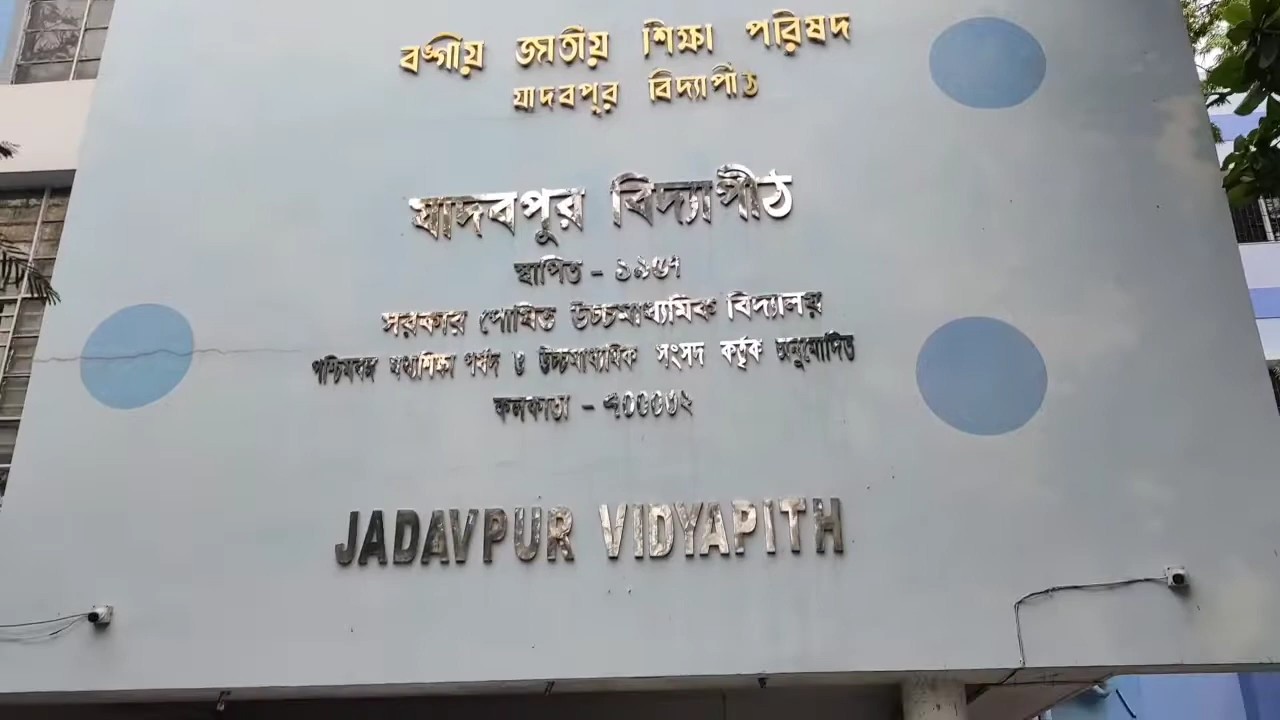 বঙ্গীয় জাতীয় শিক্ষা পরিষদ
যাদবপুর বিদ্যাপীঠ
যাদবপুর বিদ্যাপীঠ
স্থাপিত - ১৯৫৭
সরকার পোষিত উচ্চমাধ্যমিক বিদ্যালয়
পশ্চিমবঙ্গ মধ্যশিক্ষা পর্ষদ ও উচ্চমাধ্যমিক সংসদ কর্তৃক অনুমোদিত
কলকাতা - ৭০০০৩২
JADAVPUR VIDYAPITH